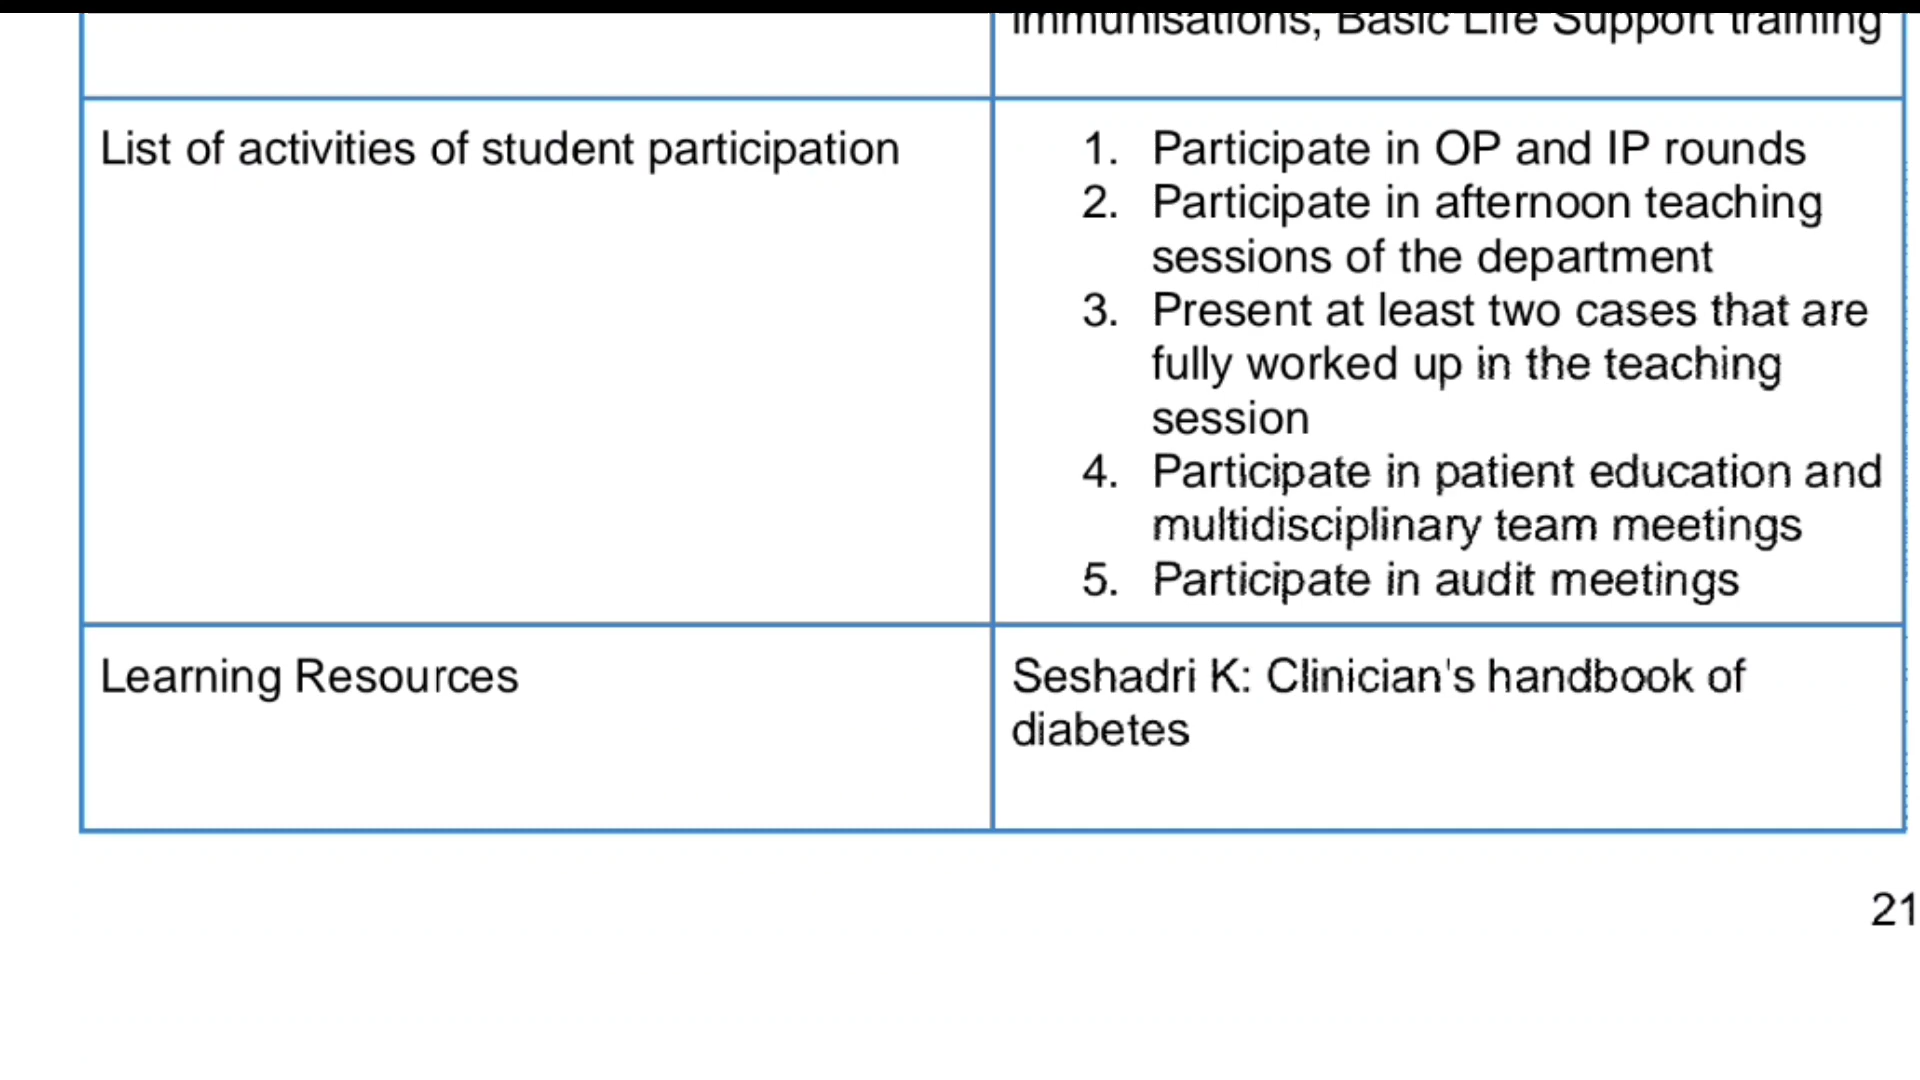 immunisations, Basic Life Support training
List of activities of student participation
1. Participate in OP and IP rounds
2. Participate in afternoon teaching
sessions of the department
3. Present at least two cases that are
fully worked up in the teaching
session
4. Participate in patient education and
multidisciplinary team meetings
5. Participate in audit meetings
Learning Resources
Seshadri K: Clinician's handbook of
diabetes
21